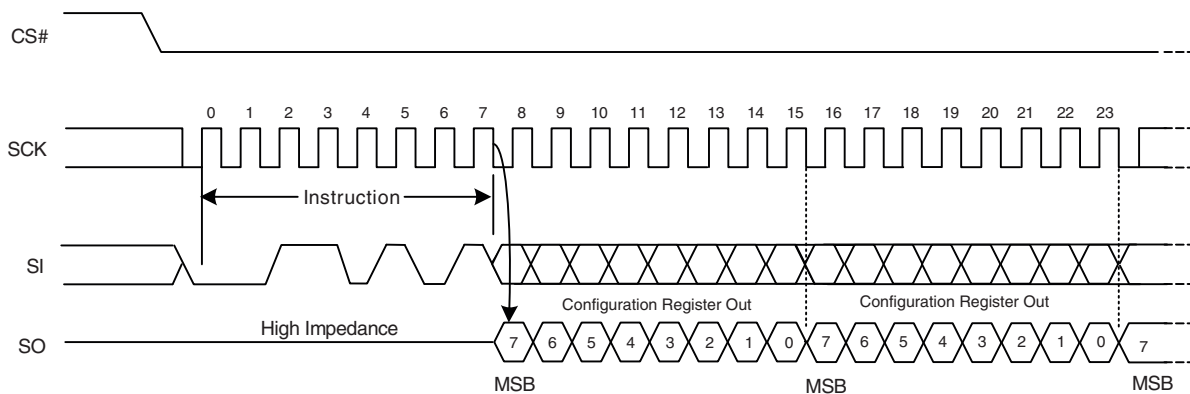 CS#
0 1 2 3 4 5 6 7 8 9 10 11 12 13 14 15 16 17 18 19 20 21 22 23
SCK
Instruction
SI
Configuration Register Out Configuration Register Out
High Impedance
SO 7 6 5 4 3 2 1 0 7 6 5 4 3 2 1 0 7
MSB MSB MSB